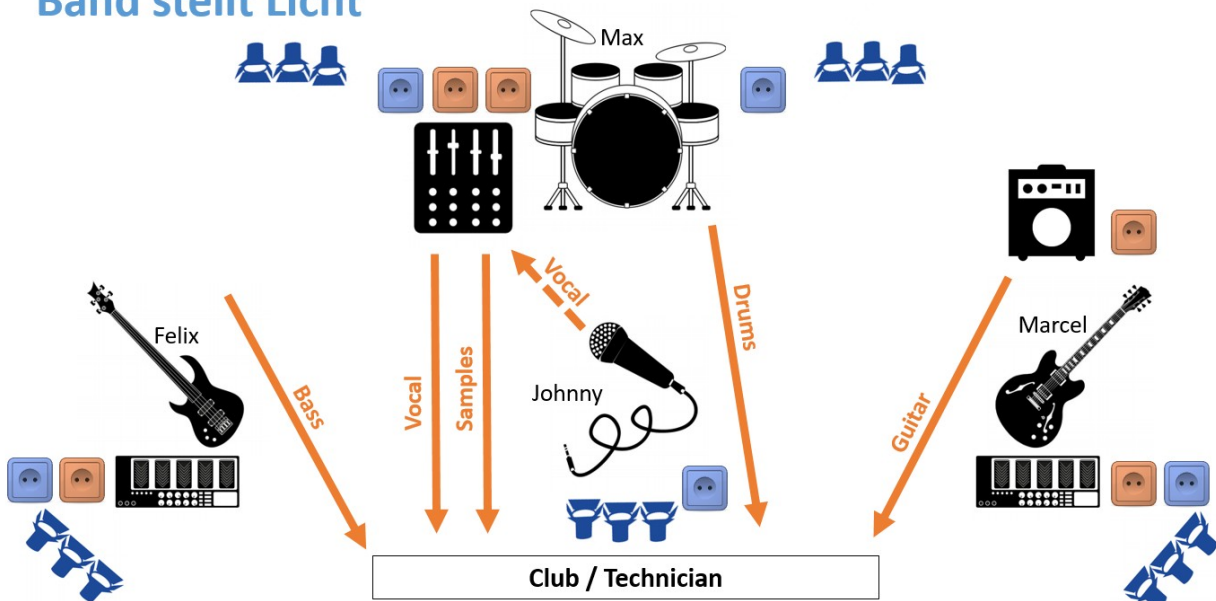 Band stellt Licht
Max
Vocal
Drums
Felix
Marcel
Bass
Vocal
Samples
Johnny
Guitar
Club / Technician